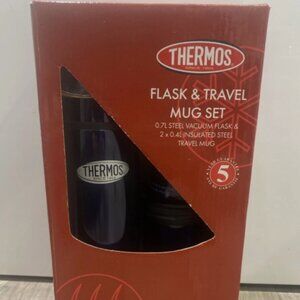 THERMOS
FLASK & TRAVEL
MUG SET
0.7L STEEL VACUUM FLASK &
2 x 0.4L INSULATED STEEL
TRAVEL MUG
THERMOS
5